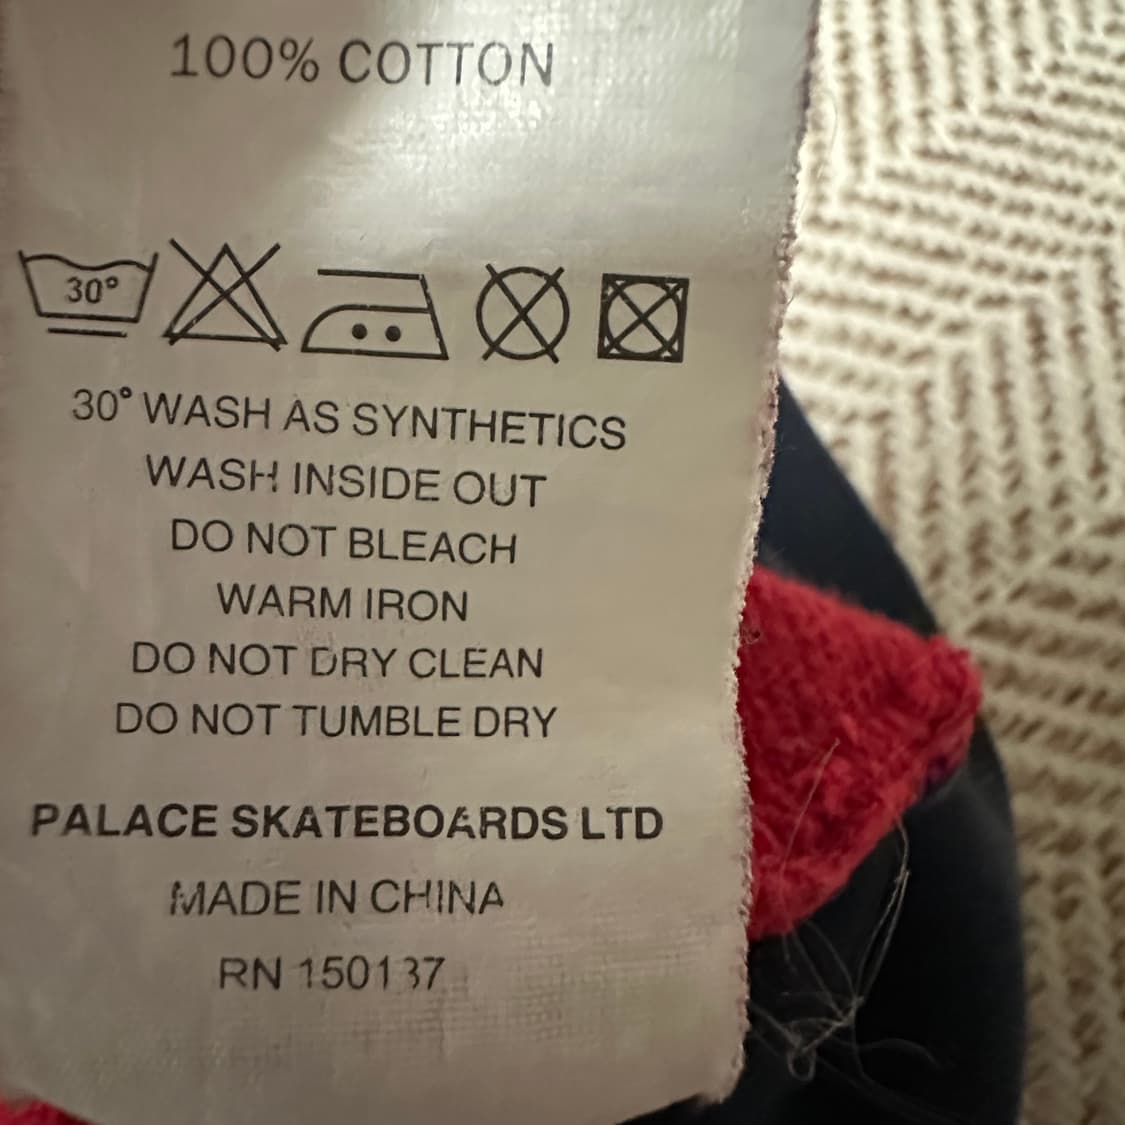 100% COTTON
30°
30° WASH AS SYNTHETICS
WASH INSIDE OUT
DO NOT BLEACH
WARM IRON
DO NOT DRY CLEAN
DO NOT TUMBLE DRY
PALACE SKATEBOARDS LTD
MADE IN CHINA
RN 150137